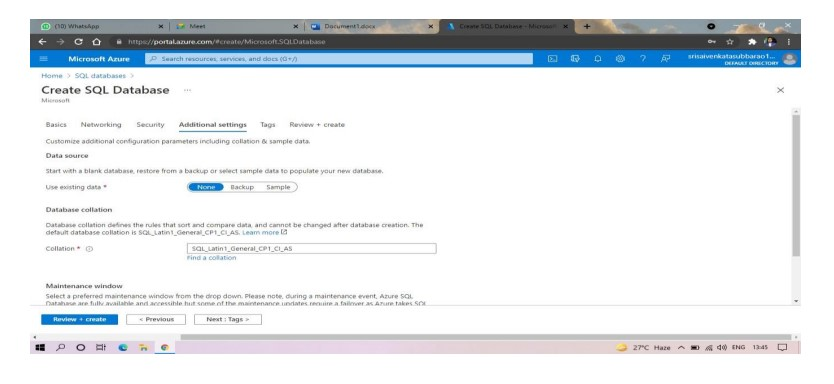 (10) WhatsApp
Meet
Document1.docx
Create SQL Database - Microsoft
https://portal.azure.com/#create/Microsoft.SQLDatabase
Microsoft Azure
Search resources, services, and docs (G+/)
srisaivenkatasubbarao1...
DEFAULT DIRECTORY
Home > SQL databases >
Create SQL Database ...
Microsoft
Basics Networking Security Additional settings Tags Review + create
Customize additional configuration parameters including collation & sample data.
Data source
Start with a blank database, restore from a backup or select sample data to populate your new database.
Use existing data * None Backup Sample
Database collation
Database collation defines the rules that sort and compare data, and cannot be changed after database creation. The
default database collation is SQL_Latin1_General_CP1_CI_AS. Learn more
Collation * SQL_Latin1_General_CP1_CI_AS
Find a collation
Maintenance window
Select a preferred maintenance window from the drop down. Please note, during a maintenance event, Azure SQL
Database are fully available and accessible but some of the maintenance updates require a failover as Azure takes SQL
Review + create < Previous Next : Tags >
27°C Haze ENG 13:45